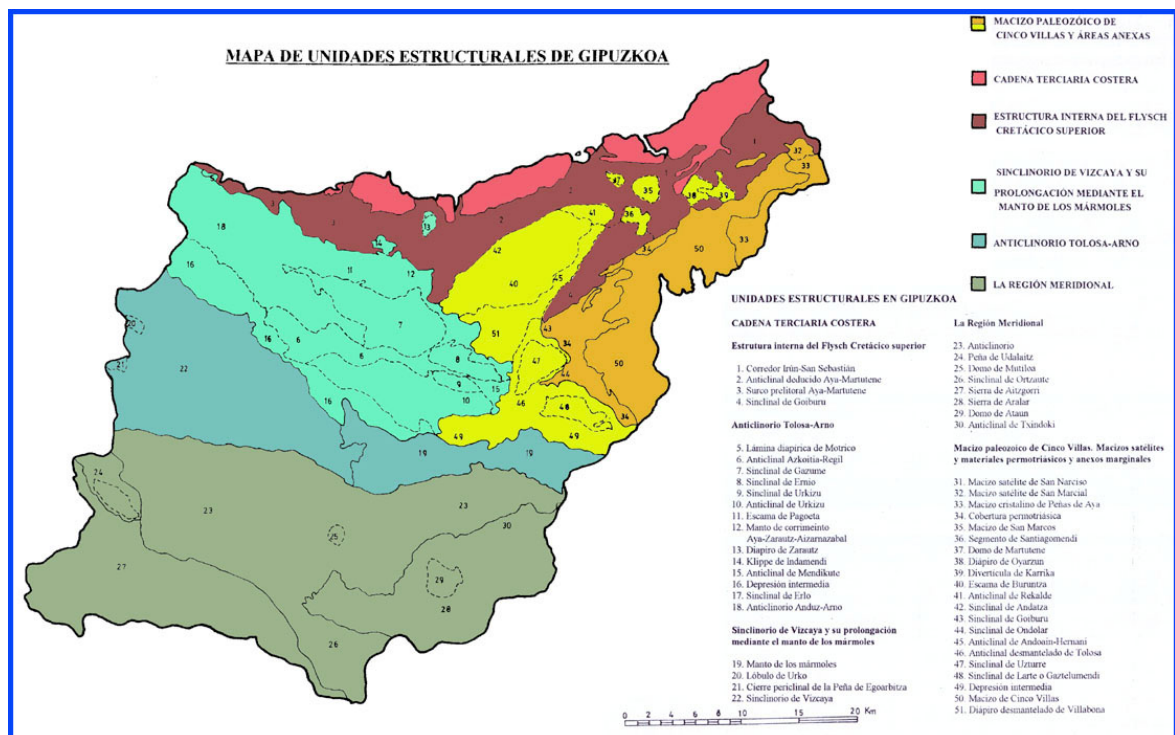 MAPA DE UNIDADES ESTRUCTURALES DE GIPUZKOA
MACIZO PALEOZÓICO DE
CINCO VILLAS Y ÁREAS ANEXAS
CADENA TERCIARIA COSTERA
ESTRUCTURA INTERNA DEL FLYSCH
CRETÁCICO SUPERIOR
SINCLINORIO DE VIZCAYA Y SU
PROLONGACIÓN MEDIANTE EL
MANTO DE LOS MÁRMOLES
ANTICLINORIO TOLOSA-ARNO
LA REGIÓN MERIDIONAL
UNIDADES ESTRUCTURALES EN GIPUZKOA
CADENA TERCIARIA COSTERA
Estrutura interna del Flysch Cretácico superior
1. Corredor Irún-San Sebastián
2. Anticlinal deducido Aya-Martutene
3. Surco prelitoral Aya-Martutene
4. Sinclinal de Goiburu
Anticlinorio Tolosa-Arno
5. Lámina diapírica de Motrico
6. Anticlinal Azkoitia-Regil
7. Sinclinal de Gazume
8. Sinclinal de Ernio
9. Sinclinal de Urkizu
10. Anticlinal de Urkizu
11. Escama de Pagoeta
12. Manto de corrimeinto
Aya-Zarautz-Aizarnazabal
13. Diapiro de Zarautz
14. Klippe de Indamendi
15. Anticlinal de Mendikute
16. Depresión intermedia
17. Sinclinal de Erlo
18. Anticlinorio Anduz-Arno
Sinclinorio de Vizcaya y su prolongación
mediante el manto de los mármoles
19. Manto de los mármoles
20. Lóbulo de Urko
21. Cierre periclinal de la Peña de Egoarbitza
22. Sinclinorio de Vizcaya
La Región Meridional
23. Anticlinorio
24. Peña de Udalaitz
25. Domo de Mutiloa
26. Sinclinal de Ortzaute
27. Sierra de Aitzgorri
28. Sierra de Aralar
29. Domo de Ataun
30. Anticlinal de Txindoki
Macizo paleozoico de Cinco Villas. Macizos satélites
y materiales permotriásicos y anexos marginales
31. Macizo satélite de San Narciso
32. Macizo satélite de San Marcial
33. Macizo cristalino de Peñas de Aya
34. Cobertura permotriásica
35. Macizo de San Marcos
36. Segmento de Santiagomendi
37. Domo de Martutene
38. Diápiro de Oyarzun
39. Diverticula de Karrika
40. Escama de Buruntza
41. Anticlinal de Rekalde
42. Sinclinal de Andatza
43. Sinclinal de Goiburu
44. Sinclinal de Ondolar
45. Anticlinal de Andoain-Hernani
46. Anticlinal desmantelado de Tolosa
47. Sinclinal de Uzturre
48. Sinclinal de Larte o Gaztelumendi
49. Depresión intermedia
50. Macizo de Cinco Villas
51. Diápiro desmantelado de Villabona
0 2 4 6 8 10 15 20 Km